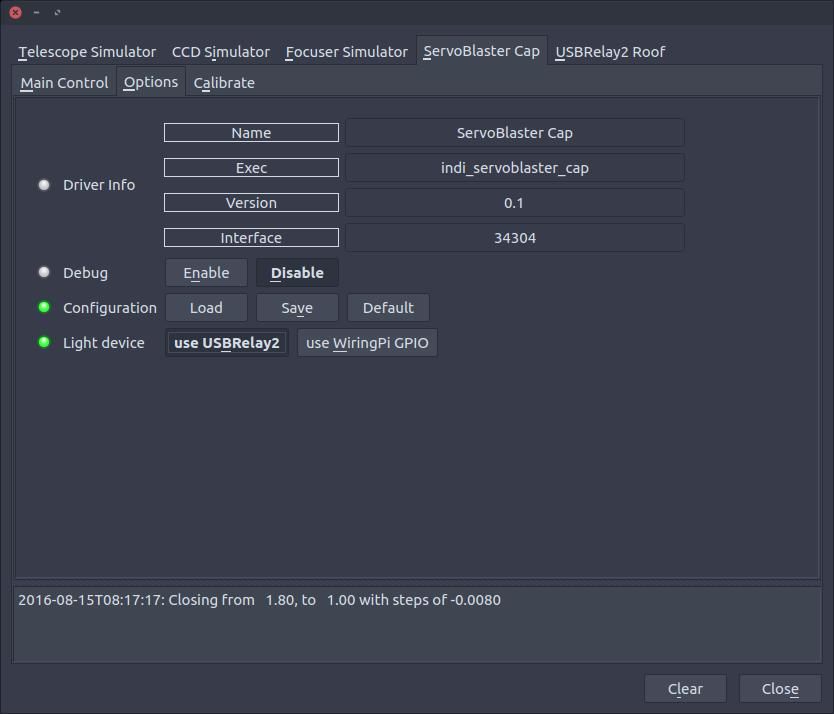 Telescope Simulator CCD Simulator Focuser Simulator ServoBlaster Cap USBRelay2 Roof
Main Control Options Calibrate
Driver Info
Name ServoBlaster Cap
Exec indi_servoblaster_cap
Version 0.1
Interface 34304
Debug Enable Disable
Configuration Load Save Default
Light device use USBRelay2 use WiringPi GPIO
2016-08-15T08:17:17: Closing from 1.80, to 1.00 with steps of -0.0080
Clear Close